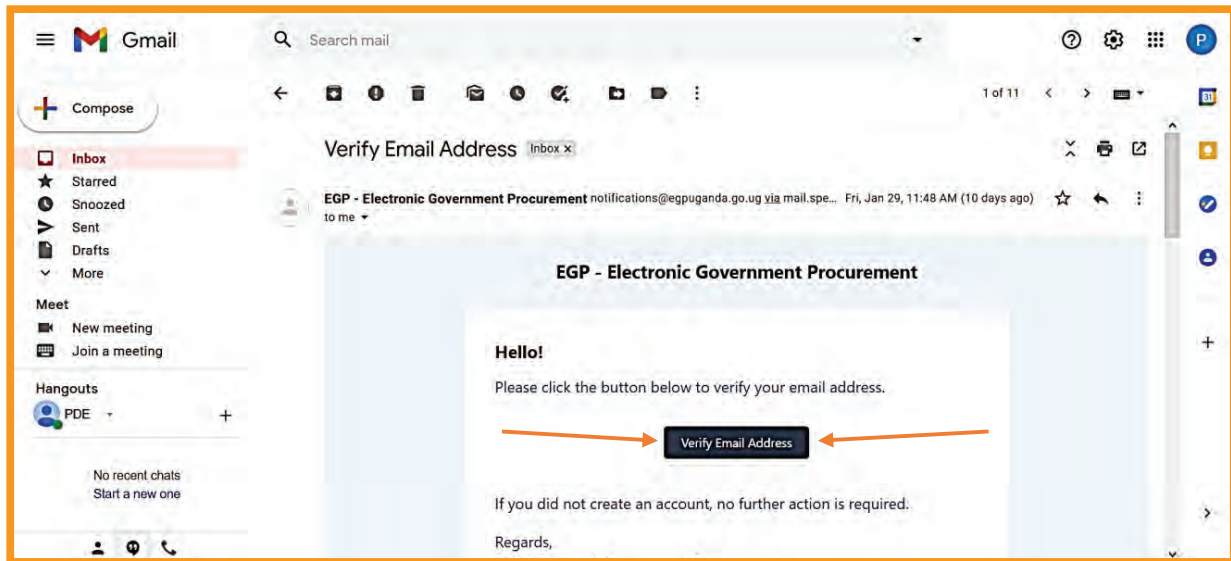 Gmail
Search mail
P
Compose
1 of 11
31
Inbox
Starred
Snoozed
Sent
Drafts
More
Meet
New meeting
Join a meeting
Hangouts
PDE
No recent chats
Start a new one
Verify Email Address Inbox x
EGP - Electronic Government Procurement notifications@egpuganda.go.ug via mail.spe... Fri, Jan 29, 11:48 AM (10 days ago)
to me
EGP - Electronic Government Procurement
Hello!
Please click the button below to verify your email address.
Verify Email Address
If you did not create an account, no further action is required.
Regards,